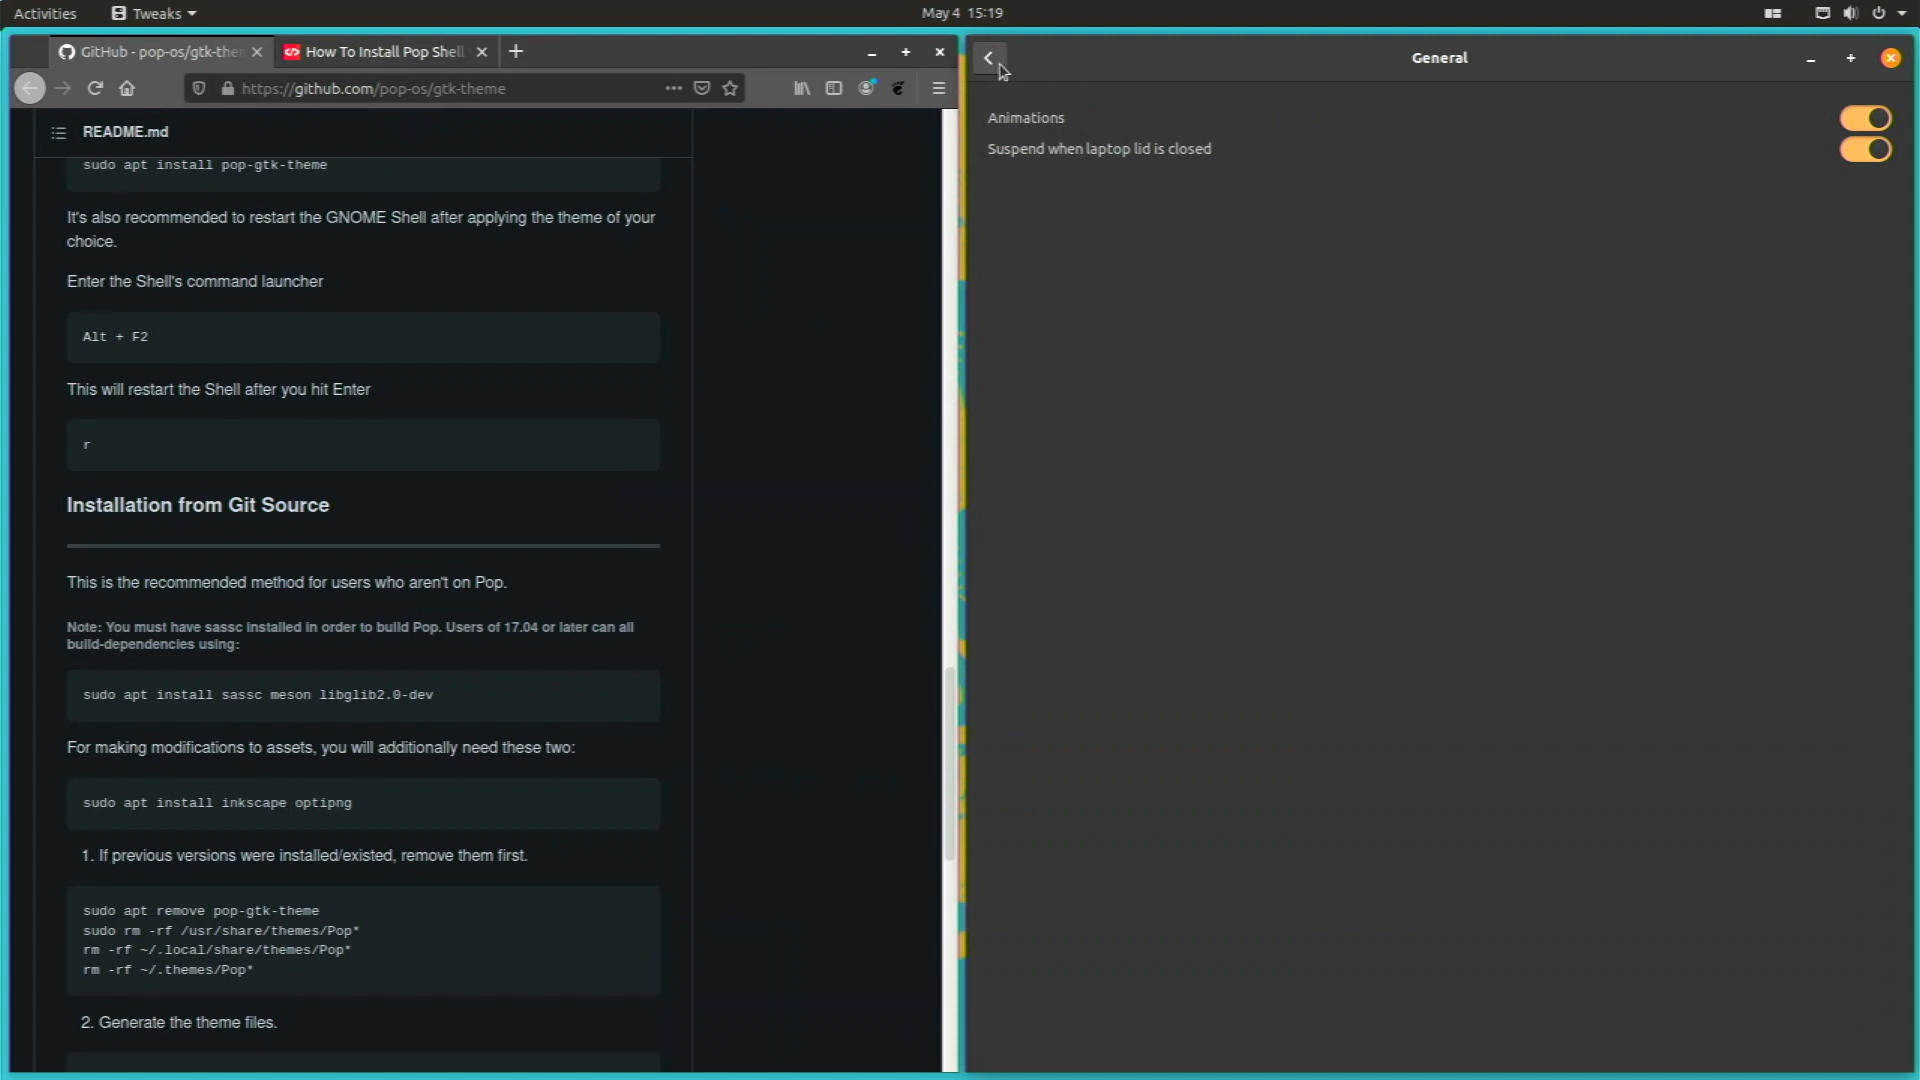 Activities
Tweaks
May 4 15:19
GitHub - pop-os/gtk-the
How To Install Pop Shell
https://github.com/pop-os/gtk-theme
README.md
sudo apt install pop-gtk-theme
It's also recommended to restart the GNOME Shell after applying the theme of your
choice.
Enter the Shell's command launcher
Alt + F2
This will restart the Shell after you hit Enter
r
Installation from Git Source
This is the recommended method for users who aren't on Pop.
Note: You must have sassc installed in order to build Pop. Users of 17.04 or later can all
build-dependencies using:
sudo apt install sassc meson libglib2.0-dev
For making modifications to assets, you will additionally need these two:
sudo apt install inkscape optipng
1. If previous versions were installed/existed, remove them first.
sudo apt remove pop-gtk-theme
sudo rm -rf /usr/share/themes/Pop*
rm -rf ~/.local/share/themes/Pop*
rm -rf ~/.themes/Pop*
2. Generate the theme files.
General
Animations
Suspend when laptop lid is closed